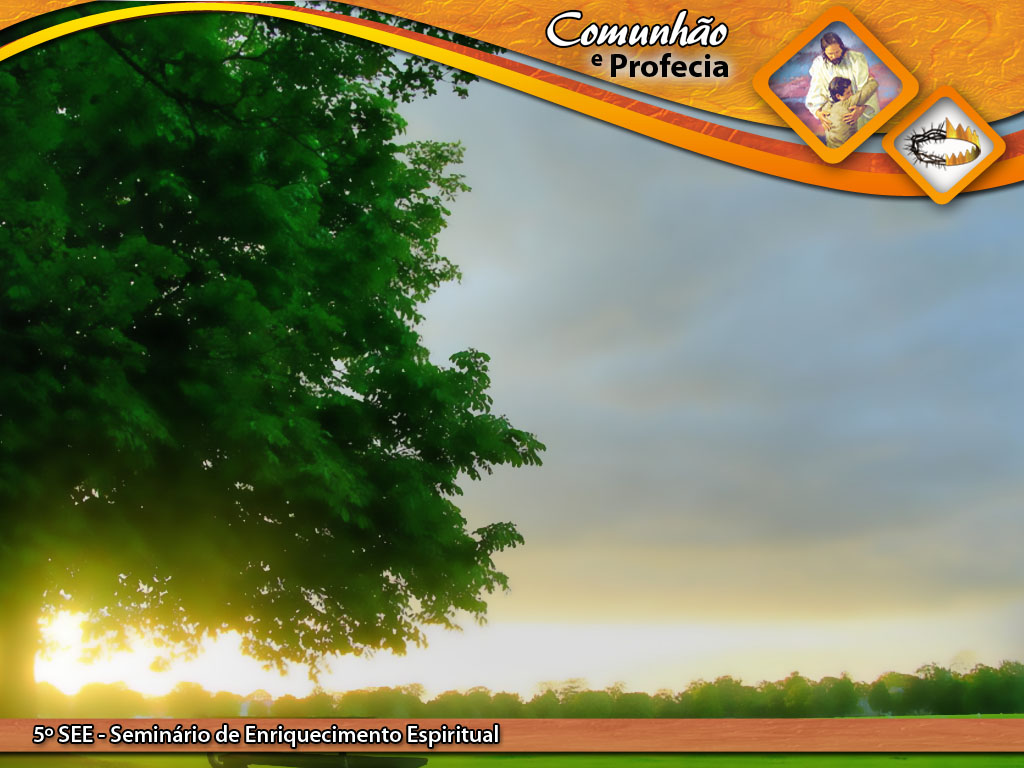 Comunhão
e Profecia
5º SEE - Seminário de Enriquecimento Espiritual